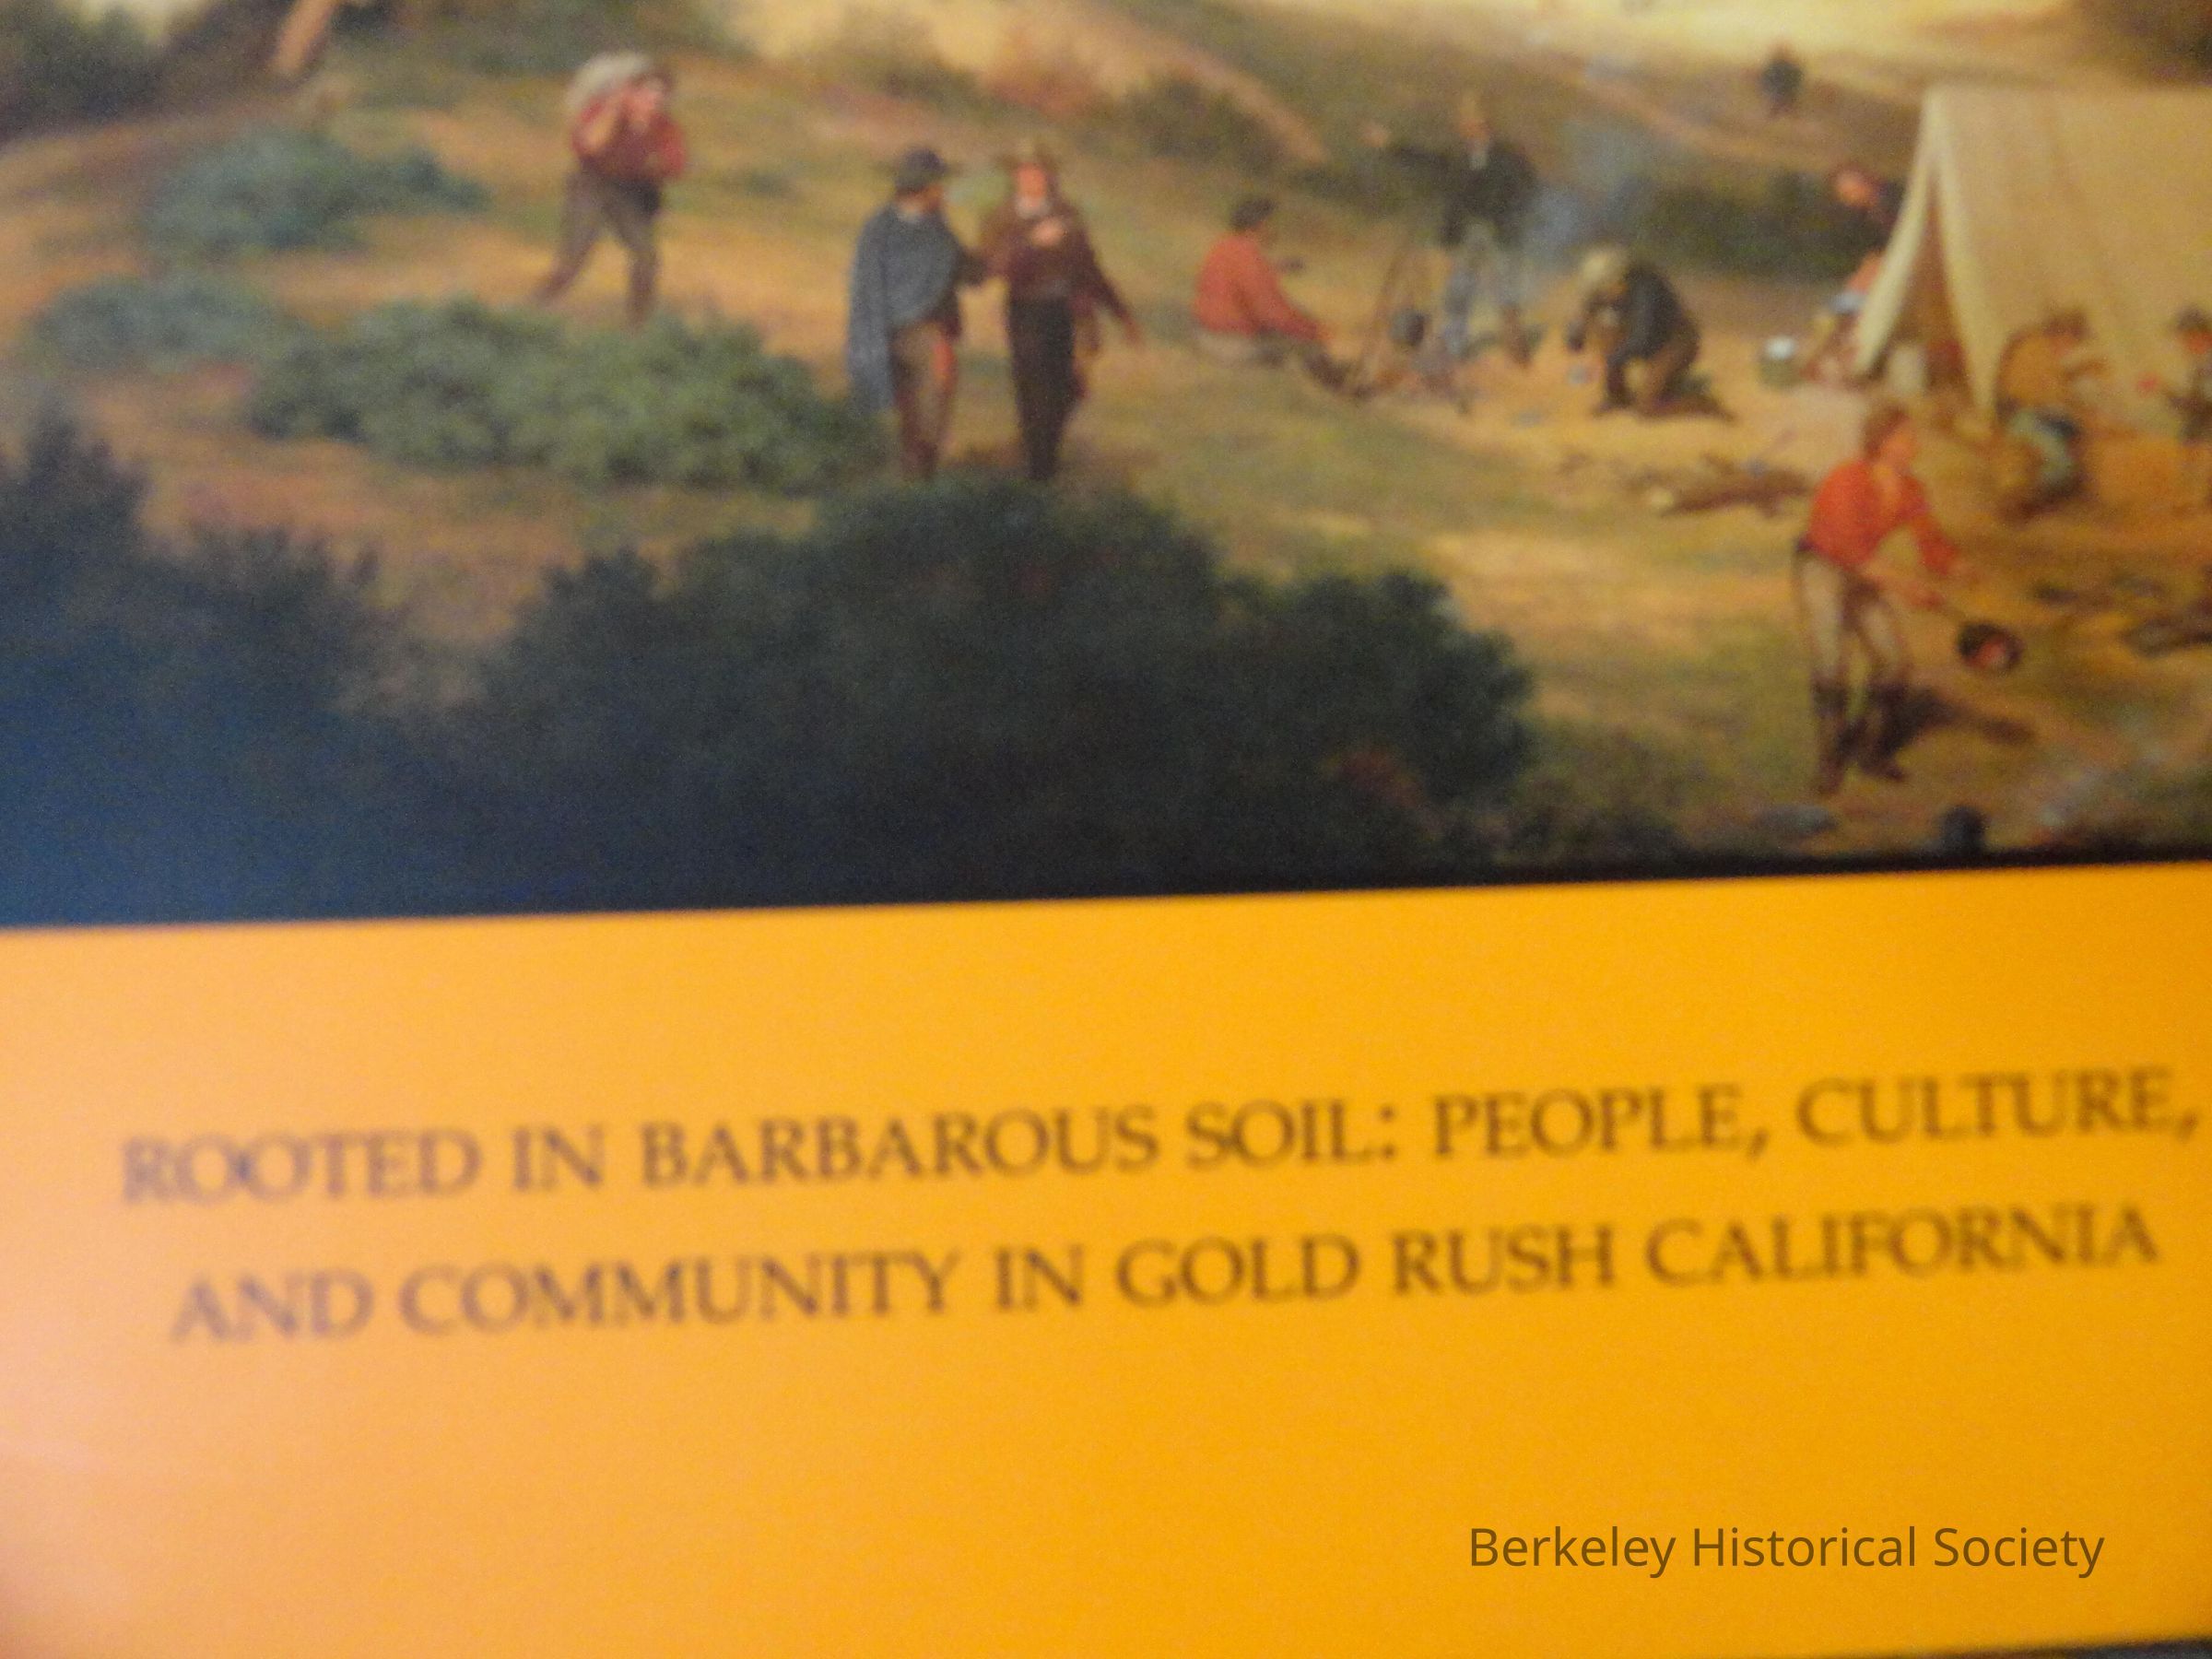 ROOTED IN BARBAROUS SOIL: PEOPLE, CULTURE,
AND COMMUNITY IN GOLD RUSH CALIFORNIA
Berkeley Historical Society